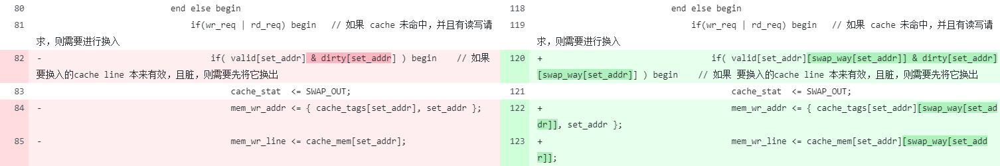 80 end else begin
81 if(wr_req | rd_req) begin // 如果 cache 未命中，并且有读写请
求，则需要进行换入
82 - if( valid[set_addr] & dirty[set_addr] ) begin // 如果
要换入的cache line 本来有效，且脏，则需要先将它换出
83 cache_stat <= SWAP_OUT;
84 - mem_wr_addr <= { cache_tags[set_addr], set_addr };
85 - mem_wr_line <= cache_mem[set_addr];
118 end else begin
119 if(wr_req | rd_req) begin // 如果 cache 未命中，并且有读写请
求，则需要进行换入
120 + if( valid[set_addr][swap_way[set_addr]] & dirty[set_addr]
[swap_way[set_addr]] ) begin // 如果 要换入的cache line 本来有效，且脏，则需要先将它换出
121 cache_stat <= SWAP_OUT;
122 + mem_wr_addr <= { cache_tags[set_addr][swap_way[set_ad
dr]], set_addr };
123 + mem_wr_line <= cache_mem[set_addr][swap_way[set_add
r]];